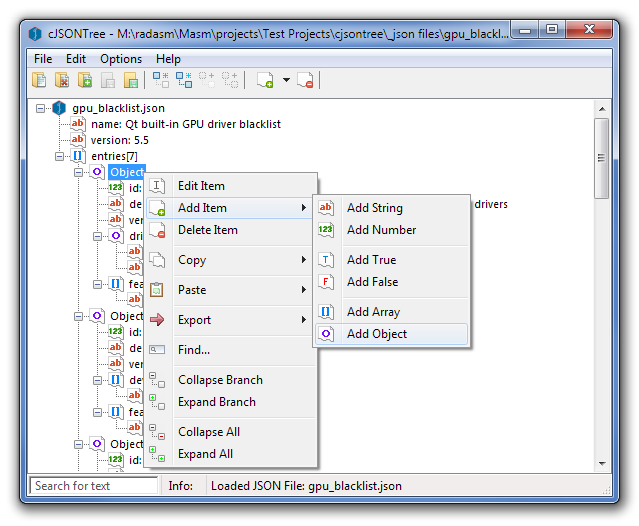 cJSONTree - M:\radasm\Masm\projects\Test Projects\cjsontree\_json files\gpu_blackl...
File Edit Options Help
gpu_blacklist.json
ab name: Qt built-in GPU driver blacklist
ab version: 5.5
[] entries[7]
O Object
123 id:
ab de drivers
ab ver
O dri
ab
ab
[] fea
ab
O Object
123 id:
ab de
ab ver
[] dev
ab
[] fea
ab
O Object
123 id:
Edit Item
Add Item
Delete Item
Copy
Paste
Export
Find...
Collapse Branch
Expand Branch
Collapse All
Expand All
ab Add String
123 Add Number
T Add True
F Add False
[] Add Array
O Add Object
Search for text Info: Loaded JSON File: gpu_blacklist.json